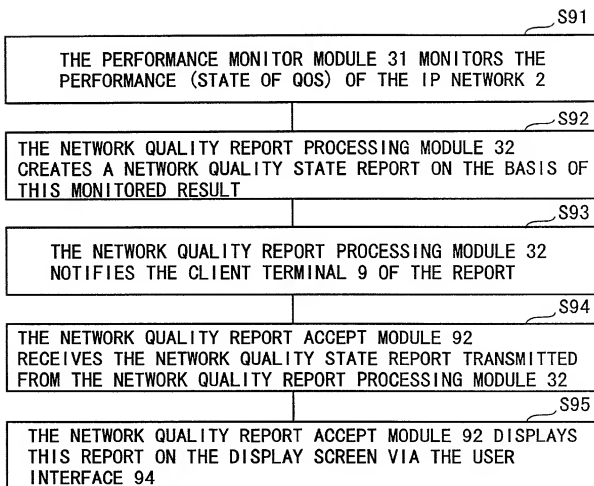 S91
THE PERFORMANCE MONITOR MODULE 31 MONITORS THE
PERFORMANCE (STATE OF QOS) OF THE IP NETWORK 2
S92
THE NETWORK QUALITY REPORT PROCESSING MODULE 32
CREATES A NETWORK QUALITY STATE REPORT ON THE BASIS OF
THIS MONITORED RESULT
S93
THE NETWORK QUALITY REPORT PROCESSING MODULE 32
NOTIFIES THE CLIENT TERMINAL 9 OF THE REPORT
S94
THE NETWORK QUALITY REPORT ACCEPT MODULE 92
RECEIVES THE NETWORK QUALITY STATE REPORT TRANSMITTED
FROM THE NETWORK QUALITY REPORT PROCESSING MODULE 32
S95
THE NETWORK QUALITY REPORT ACCEPT MODULE 92 DISPLAYS
THIS REPORT ON THE DISPLAY SCREEN VIA THE USER
INTERFACE 94